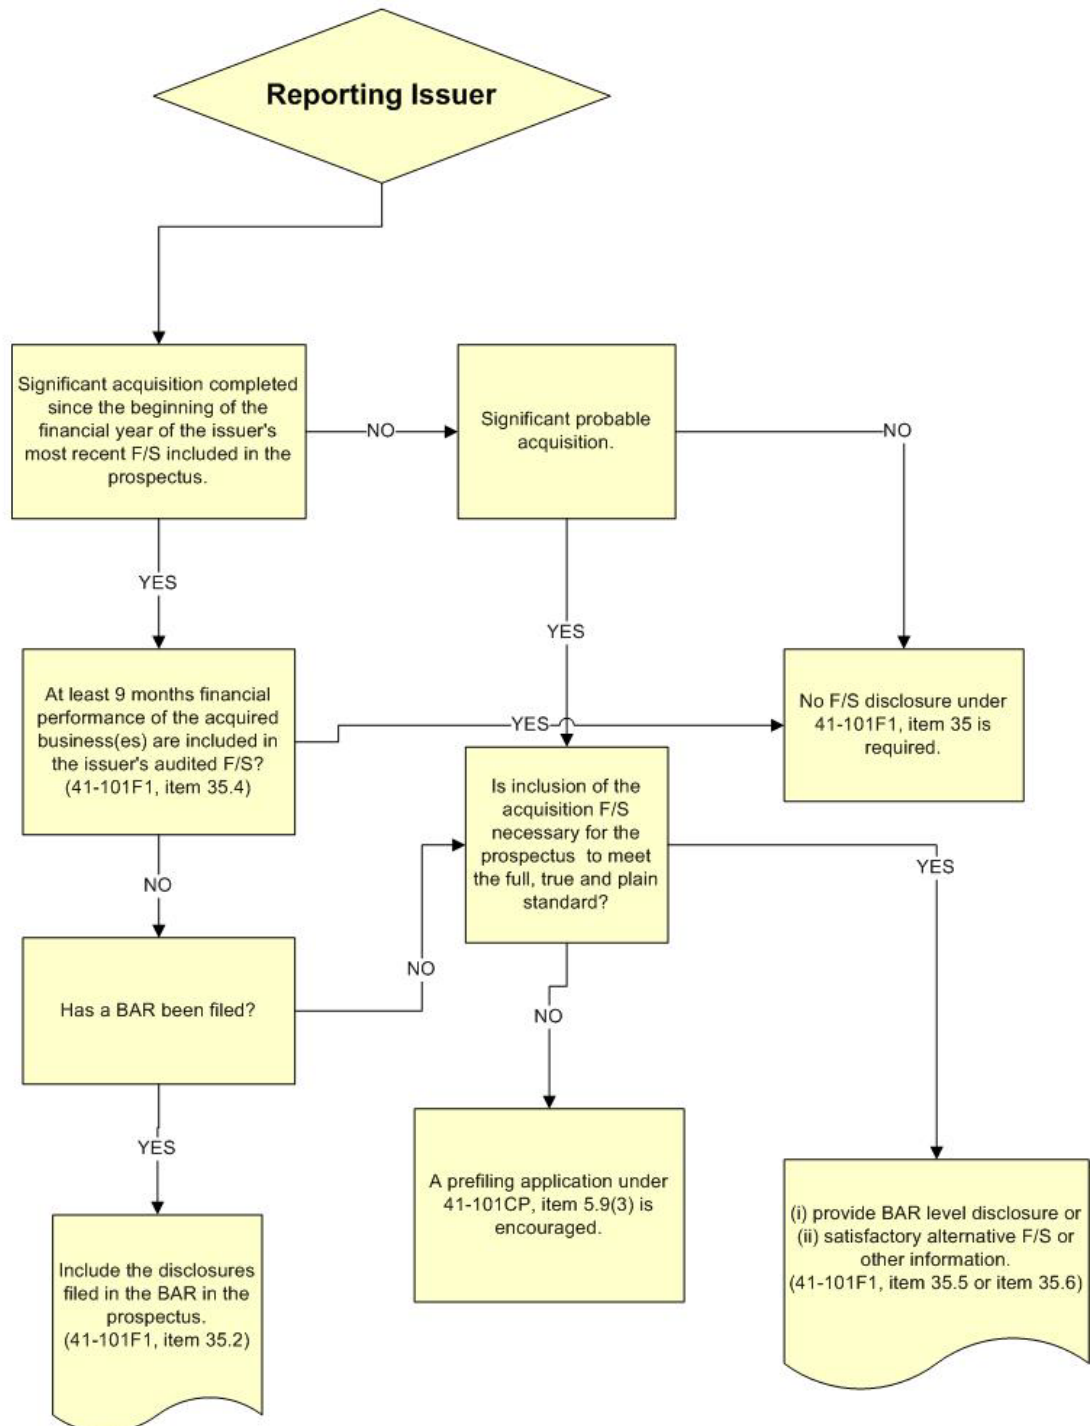 Reporting Issuer
Significant acquisition completed
since the beginning of the
financial year of the issuer's
most recent F/S included in the
prospectus.
NO
Significant probable
acquisition.
NO
YES
YES
At least 9 months financial
performance of the acquired
business(es) are included in
the issuer's audited F/S?
(41-101F1, item 35.4)
YES
No F/S disclosure under
41-101F1, item 35 is
required.
Is inclusion of the
acquisition F/S
necessary for the
prospectus to meet
the full, true and plain
standard?
YES
NO
Has a BAR been filed?
NO
NO
YES
A prefiling application under
41-101CP, item 5.9(3) is
encouraged.
(i) provide BAR level disclosure or
(ii) satisfactory alternative F/S or
other information.
(41-101F1, item 35.5 or item 35.6)
Include the disclosures
filed in the BAR in the
prospectus.
(41-101F1, item 35.2)